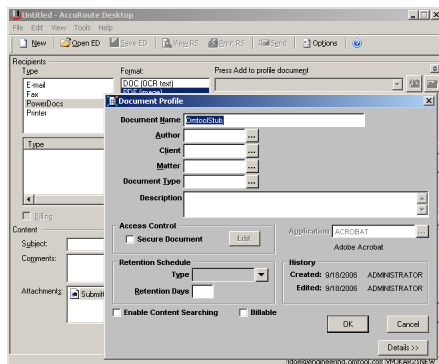 Untitled - AccuRoute Desktop
File Edit View Tools Help
New Open ED Save ED View RS Print RS Send Options
Recipients
Type Format: Press Add to profile document
E-mail DOC (OCR text)
Fax PDF (image)
PowerDocs
Printer
Type
Billing
Content
Subject:
Comments:
Attachments: Submit
Document Profile
Document Name OmtoolStub
Author
Client
Matter
Document Type
Description
Access Control
Secure Document Edit
Application ACROBAT
Adobe Acrobat
Retention Schedule
Type
Retention Days
History
Created: 9/18/2006 ADMINISTRATOR
Edited: 9/18/2006 ADMINISTRATOR
Enable Content Searching Billable
OK Cancel
Details >>